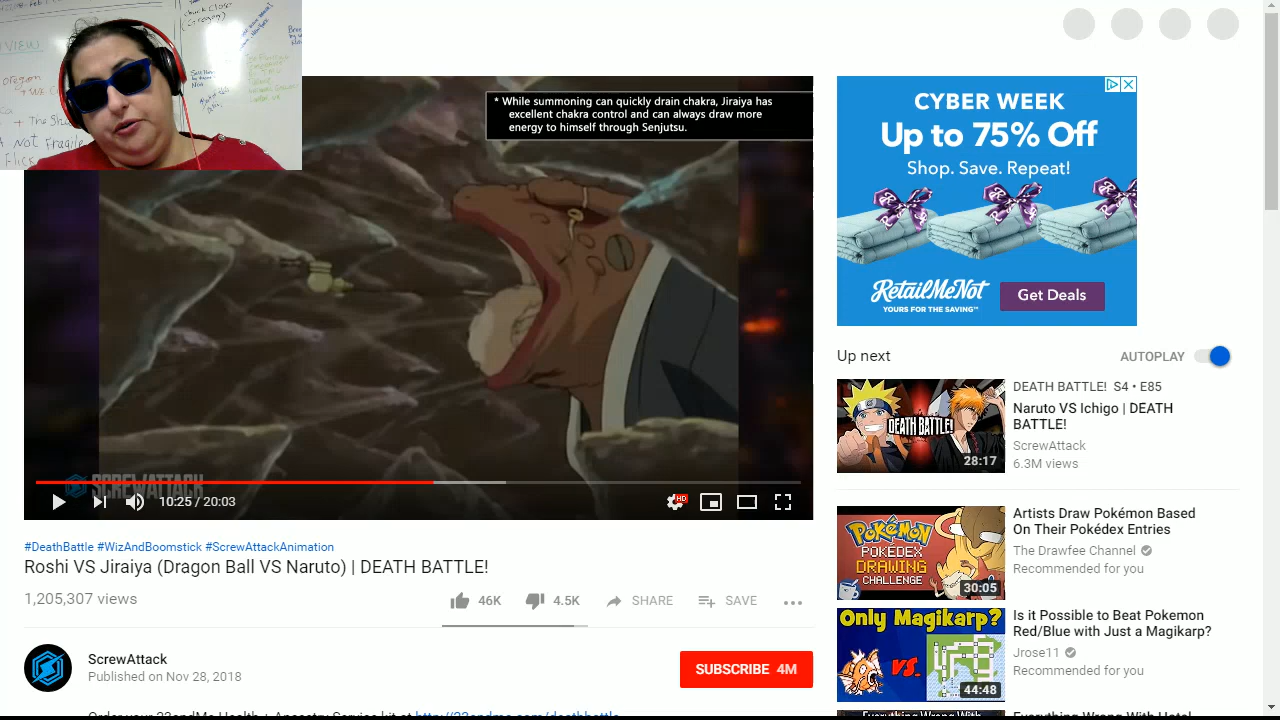 VIEW
* While summoning can quickly drain chakra, Jiraiya has
excellent chakra control and can always draw more
energy to himself through Senjutsu.
SCREWATTACK
10:25 / 20:03
HD
#DeathBattle #WizAndBoomstick #ScrewAttackAnimation
Roshi VS Jiraiya (Dragon Ball VS Naruto) | DEATH BATTLE!
1,205,307 views
46K
4.5K
SHARE
SAVE
ScrewAttack
Published on Nov 28, 2018
SUBSCRIBE 4M
CYBER WEEK
Up to 75% Off
Shop. Save. Repeat!
RetailMeNot
YOURS FOR THE SAVING™
Get Deals
Up next
AUTOPLAY
DEATH BATTLE!
28:17
DEATH BATTLE! S4 • E85
Naruto VS Ichigo | DEATH
BATTLE!
ScrewAttack
6.3M views
POKéMON
POKÉDEX
DRAWING
CHALLENGE
30:05
Artists Draw Pokémon Based
On Their Pokédex Entries
The Drawfee Channel
Recommended for you
Only Magikarp?
VS.
44:48
Is it Possible to Beat Pokemon
Red/Blue with Just a Magikarp?
Jrose11
Recommended for you